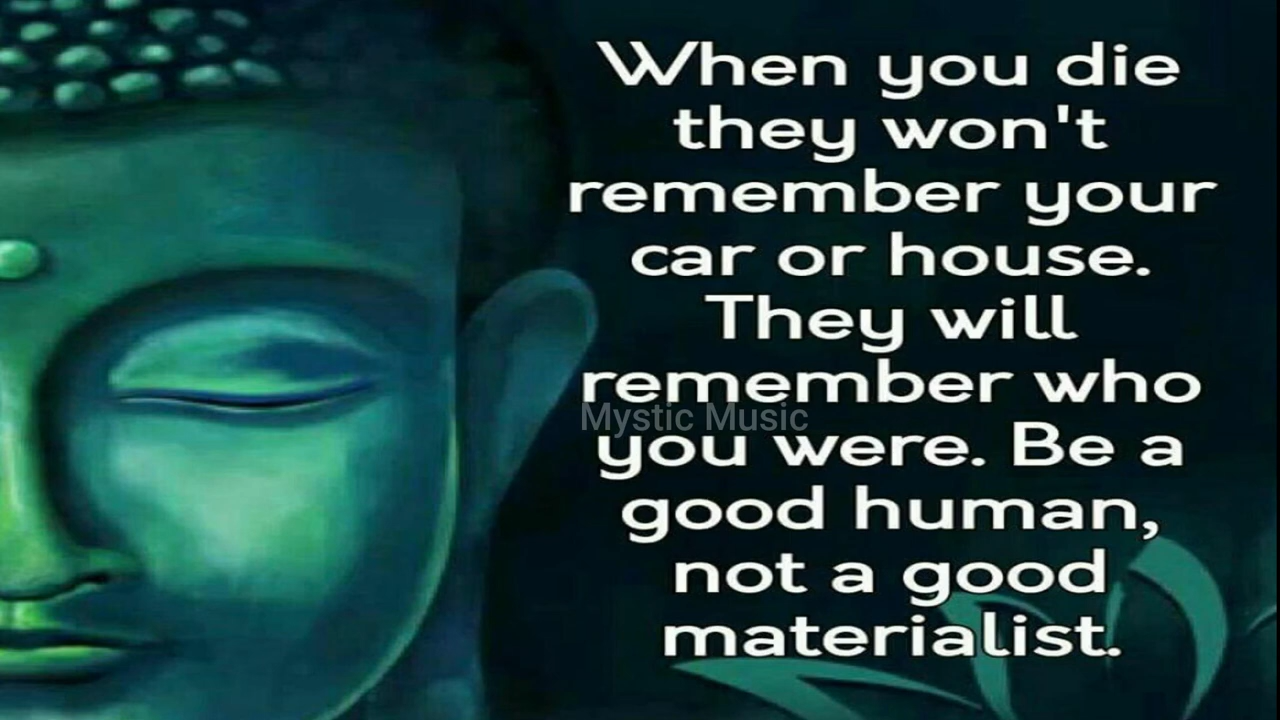 When you die
they won't
remember your
car or house.
They will
remember who
Mystic Music
you were. Be a
good human,
not a good
materialist.